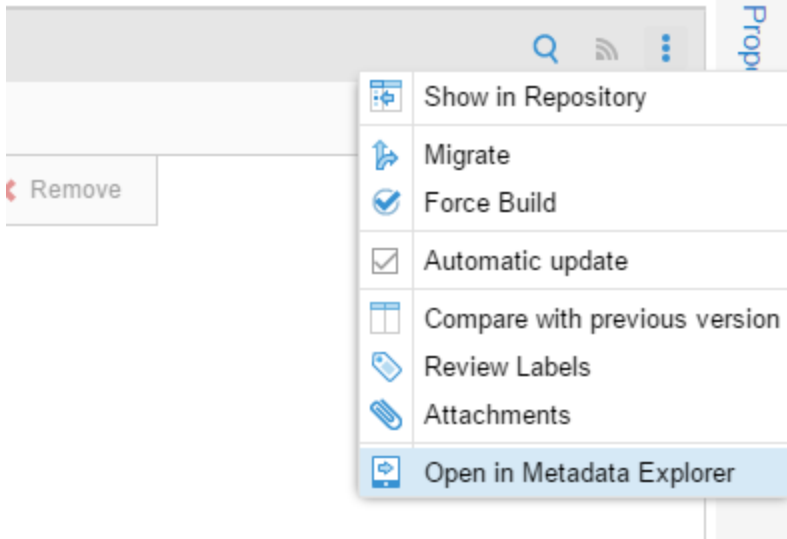 Prop
Show in Repository
Migrate
Remove
Force Build
Automatic update
Compare with previous version
Review Labels
Attachments
Open in Metadata Explorer